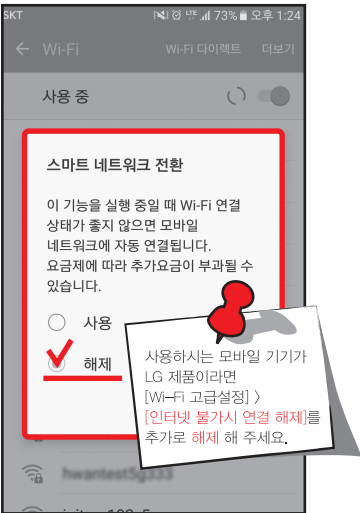 SKT LTE 73% 오후 1:24
← Wi-Fi Wi-Fi 다이렉트 더보기
사용 중
스마트 네트워크 전환
이 기능을 실행 중일 때 Wi-Fi 연결
상태가 좋지 않으면 모바일
네트워크에 자동 연결됩니다.
요금제에 따라 추가요금이 부과될 수
있습니다.
사용
해제
사용하시는 모바일 기기가
LG 제품이라면
[Wi-Fi 고급설정] 〉
[인터넷 불가시 연결 해제]를
추가로 해제 해 주세요.
hwantest5g333